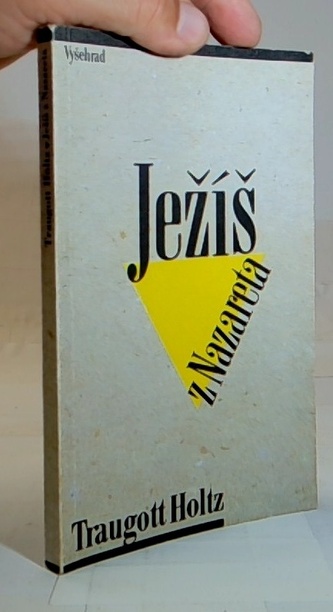 Vyšehrad
Ježíš
z Nazareta
Traugott Holtz
Traugott Holtz • Ježíš z Nazareta